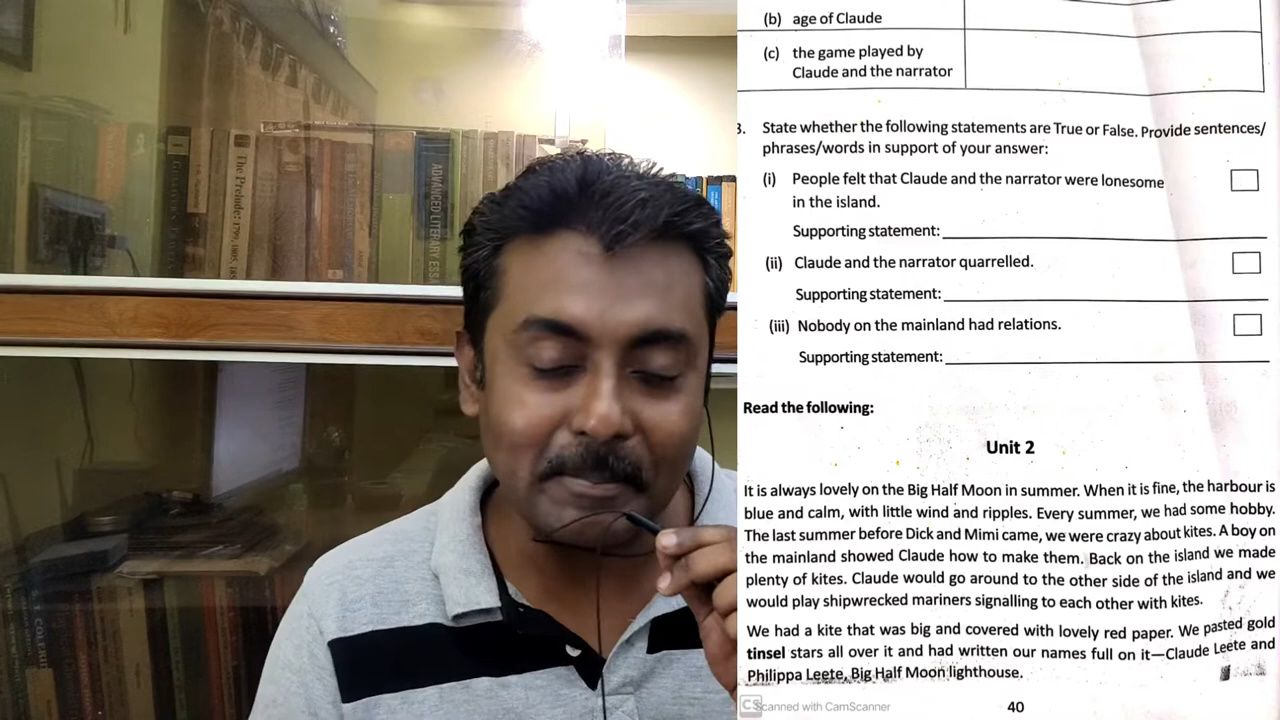 The Prelude: 1799, 1805, 185
ADVANCED LITERARY ESSA
(b) age of Claude
(c) the game played by
Claude and the narrator
3. State whether the following statements are True or False. Provide sentences/
phrases/words in support of your answer:
(i) People felt that Claude and the narrator were lonesome
in the island.
Supporting statement:
(ii) Claude and the narrator quarrelled.
Supporting statement:
(iii) Nobody on the mainland had relations.
Supporting statement:
Read the following:
Unit 2
It is always lovely on the Big Half Moon in summer. When it is fine, the harbour is
blue and calm, with little wind and ripples. Every summer, we had some hobby.
The last summer before Dick and Mimi came, we were crazy about kites. A boy on
the mainland showed Claude how to make them. Back on the island we made
plenty of kites. Claude would go around to the other side of the island and we
would play shipwrecked mariners signalling to each other with kites.
We had a kite that was big and covered with lovely red paper. We pasted gold
tinsel stars all over it and had written our names full on it—Claude Leete and
Philippa Leete, Big Half Moon lighthouse.
CS Scanned with CamScanner
40